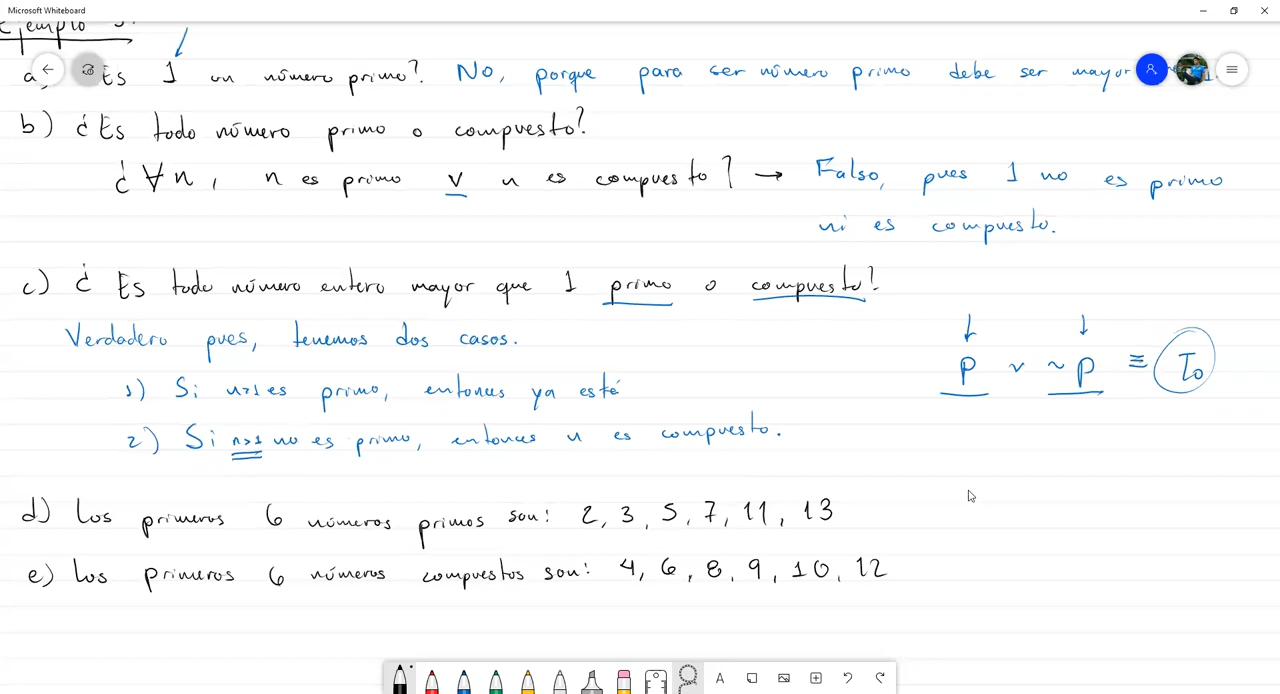 Microsoft Whiteboard
Ejemplo 3:
a) ¿Es 1 un número primo?. No, porque para ser número primo debe ser mayor 1.
b) ¿Es todo número primo o compuesto?
¿∀n, n es primo v n es compuesto? → Falso, pues 1 no es primo
ni es compuesto.
c) ¿Es todo número entero mayor que 1 primo o compuesto?
Verdadero pues, tenemos dos casos.
p v ~p ≡ T₀
1) Si n>1 es primo, entonces ya está
2) Si n>1 no es primo, entonces n es compuesto.
d) Los primeros 6 números primos son: 2, 3, 5, 7, 11, 13
e) Los primeros 6 números compuestos son: 4, 6, 8, 9, 10, 12